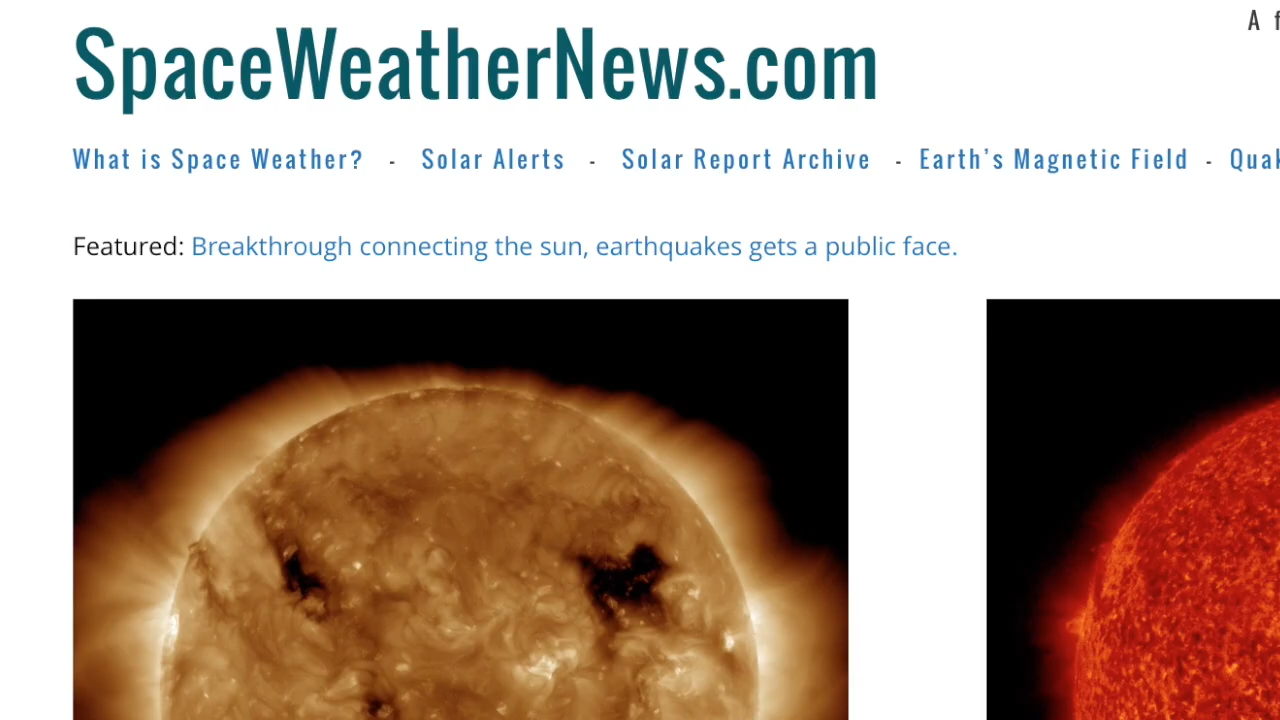 A f
SpaceWeatherNews.com
What is Space Weather? - Solar Alerts - Solar Report Archive - Earth’s Magnetic Field - Quak
Featured: Breakthrough connecting the sun, earthquakes gets a public face.